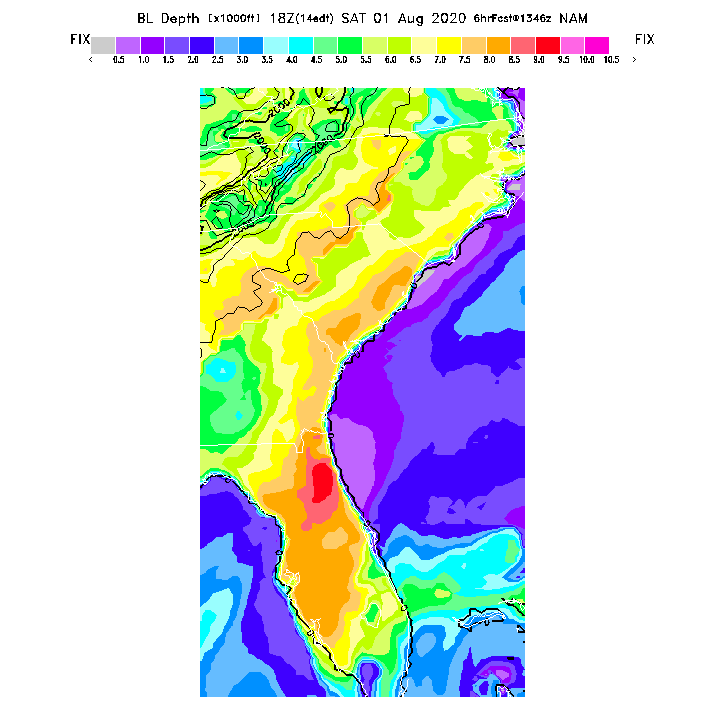 BL Depth [x1000ft] 18Z(14edt) SAT 01 Aug 2020 6hrFcst@1346z NAM
FIX FIX
< 0.5 1.0 1.5 2.0 2.5 3.0 3.5 4.0 4.5 5.0 5.5 6.0 6.5 7.0 7.5 8.0 8.5 9.0 9.5 10.0 10.5 >
2000
2000